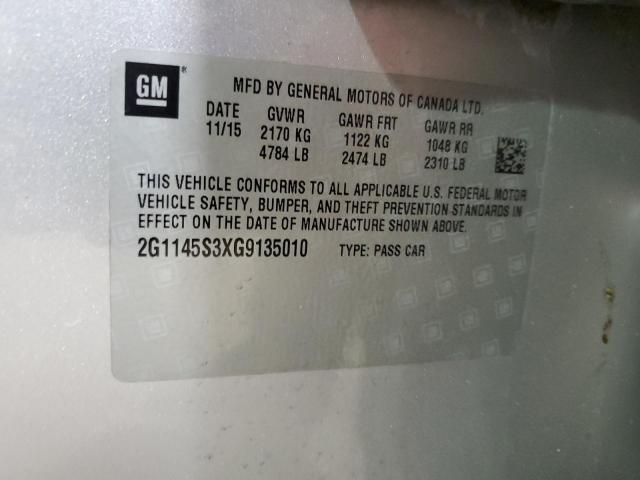 GM ®
MFD BY GENERAL MOTORS OF CANADA LTD.
DATE GVWR GAWR FRT GAWR RR
11/15 2170 KG 1122 KG 1048 KG
4784 LB 2474 LB 2310 LB
THIS VEHICLE CONFORMS TO ALL APPLICABLE U.S. FEDERAL MOTOR
VEHICLE SAFETY, BUMPER, AND THEFT PREVENTION STANDARDS IN
EFFECT ON THE DATE OF MANUFACTURE SHOWN ABOVE.
2G1145S3XG9135010 TYPE: PASS CAR